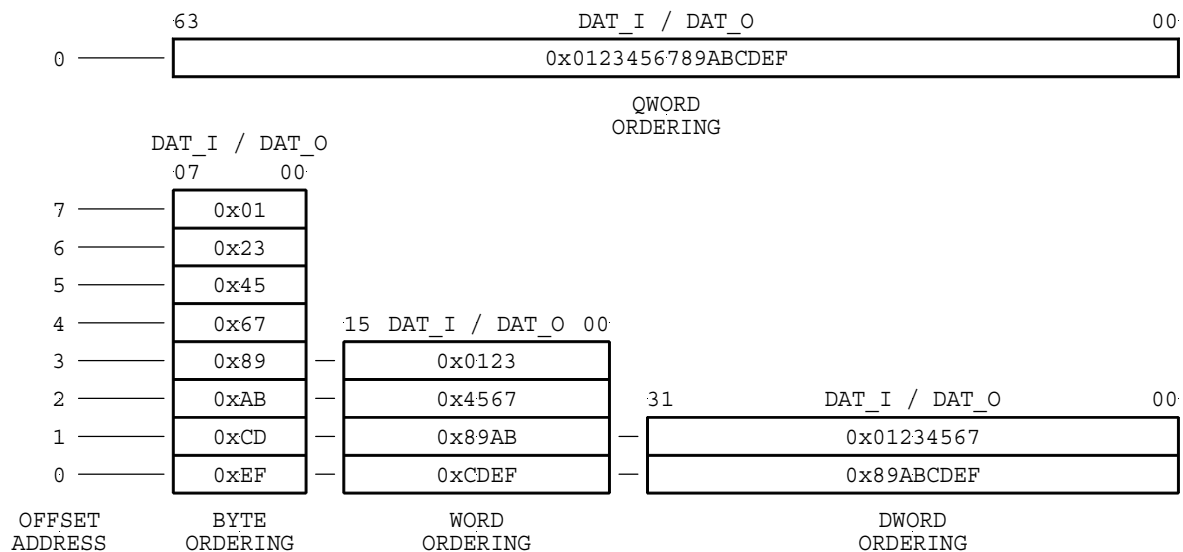 63 DAT_I / DAT_O 00
0 0x0123456789ABCDEF
QWORD
ORDERING
DAT_I / DAT_O
07 00
7 0x01
6 0x23
5 0x45
4 0x67 15 DAT_I / DAT_O 00
3 0x89 0x0123
2 0xAB 0x4567 31 DAT_I / DAT_O 00
1 0xCD 0x89AB 0x01234567
0 0xEF 0xCDEF 0x89ABCDEF
OFFSET BYTE WORD DWORD
ADDRESS ORDERING ORDERING ORDERING